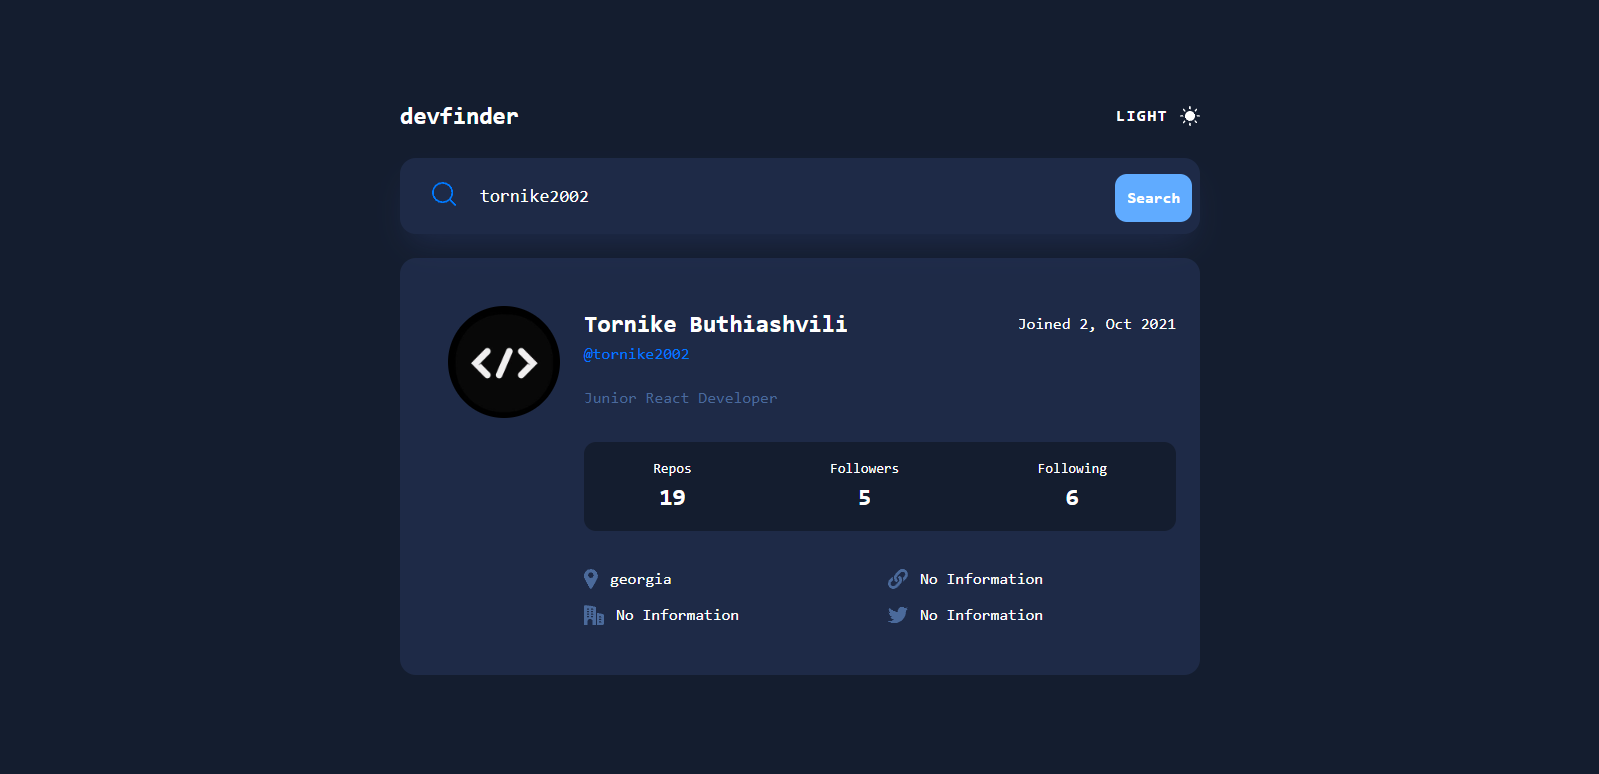 devfinder
LIGHT
tornike2002
Search
</>
Tornike Buthiashvili
Joined 2, Oct 2021
@tornike2002
Junior React Developer
Repos
Followers
Following
19
5
6
georgia
No Information
No Information
No Information